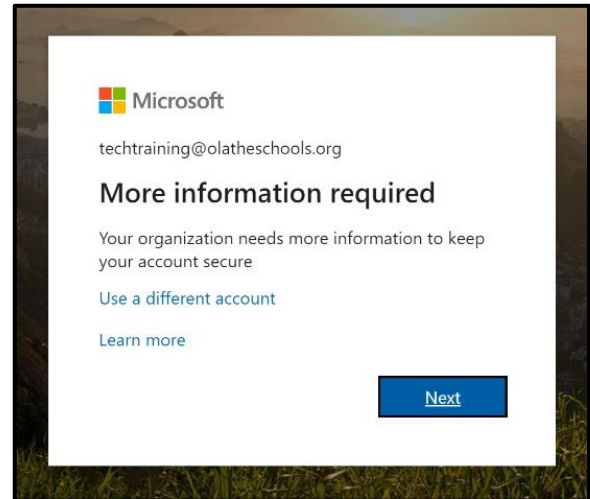 Microsoft
techtraining@olatheschools.org
More information required
Your organization needs more information to keep
your account secure
Use a different account
Learn more
Next